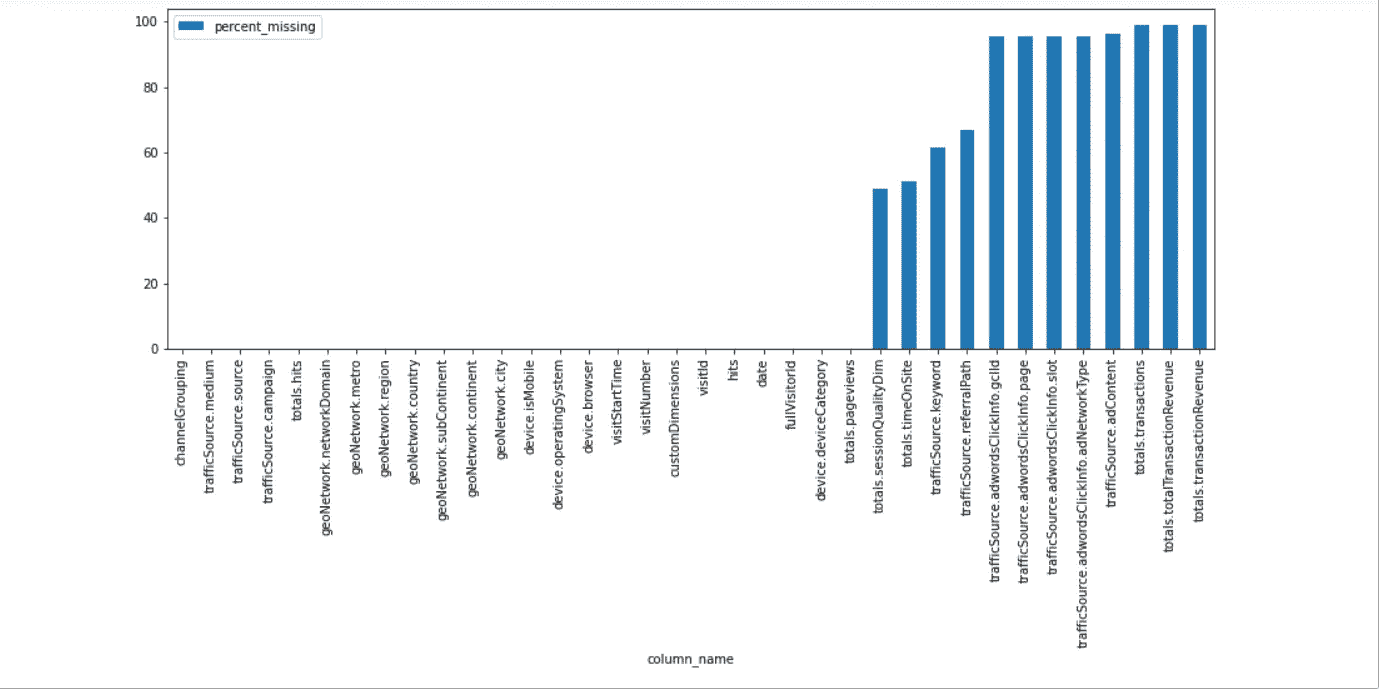 100
80
60
40
20
0
percent_missing
channelGrouping
trafficSource.medium
trafficSource.source
trafficSource.campaign
totals.hits
geoNetwork.networkDomain
geoNetwork.metro
geoNetwork.region
geoNetwork.country
geoNetwork.subContinent
geoNetwork.continent
geoNetwork.city
device.isMobile
device.operatingSystem
device.browser
visitStartTime
visitNumber
customDimensions
visitId
hits
date
fullVisitorId
device.deviceCategory
totals.pageviews
totals.sessionQualityDim
totals.timeOnSite
trafficSource.keyword
trafficSource.referralPath
trafficSource.adwordsClickInfo.gclId
trafficSource.adwordsClickInfo.page
trafficSource.adwordsClickInfo.slot
trafficSource.adwordsClickInfo.adNetworkType
trafficSource.adContent
totals.transactions
totals.totalTransactionRevenue
totals.transactionRevenue
column_name